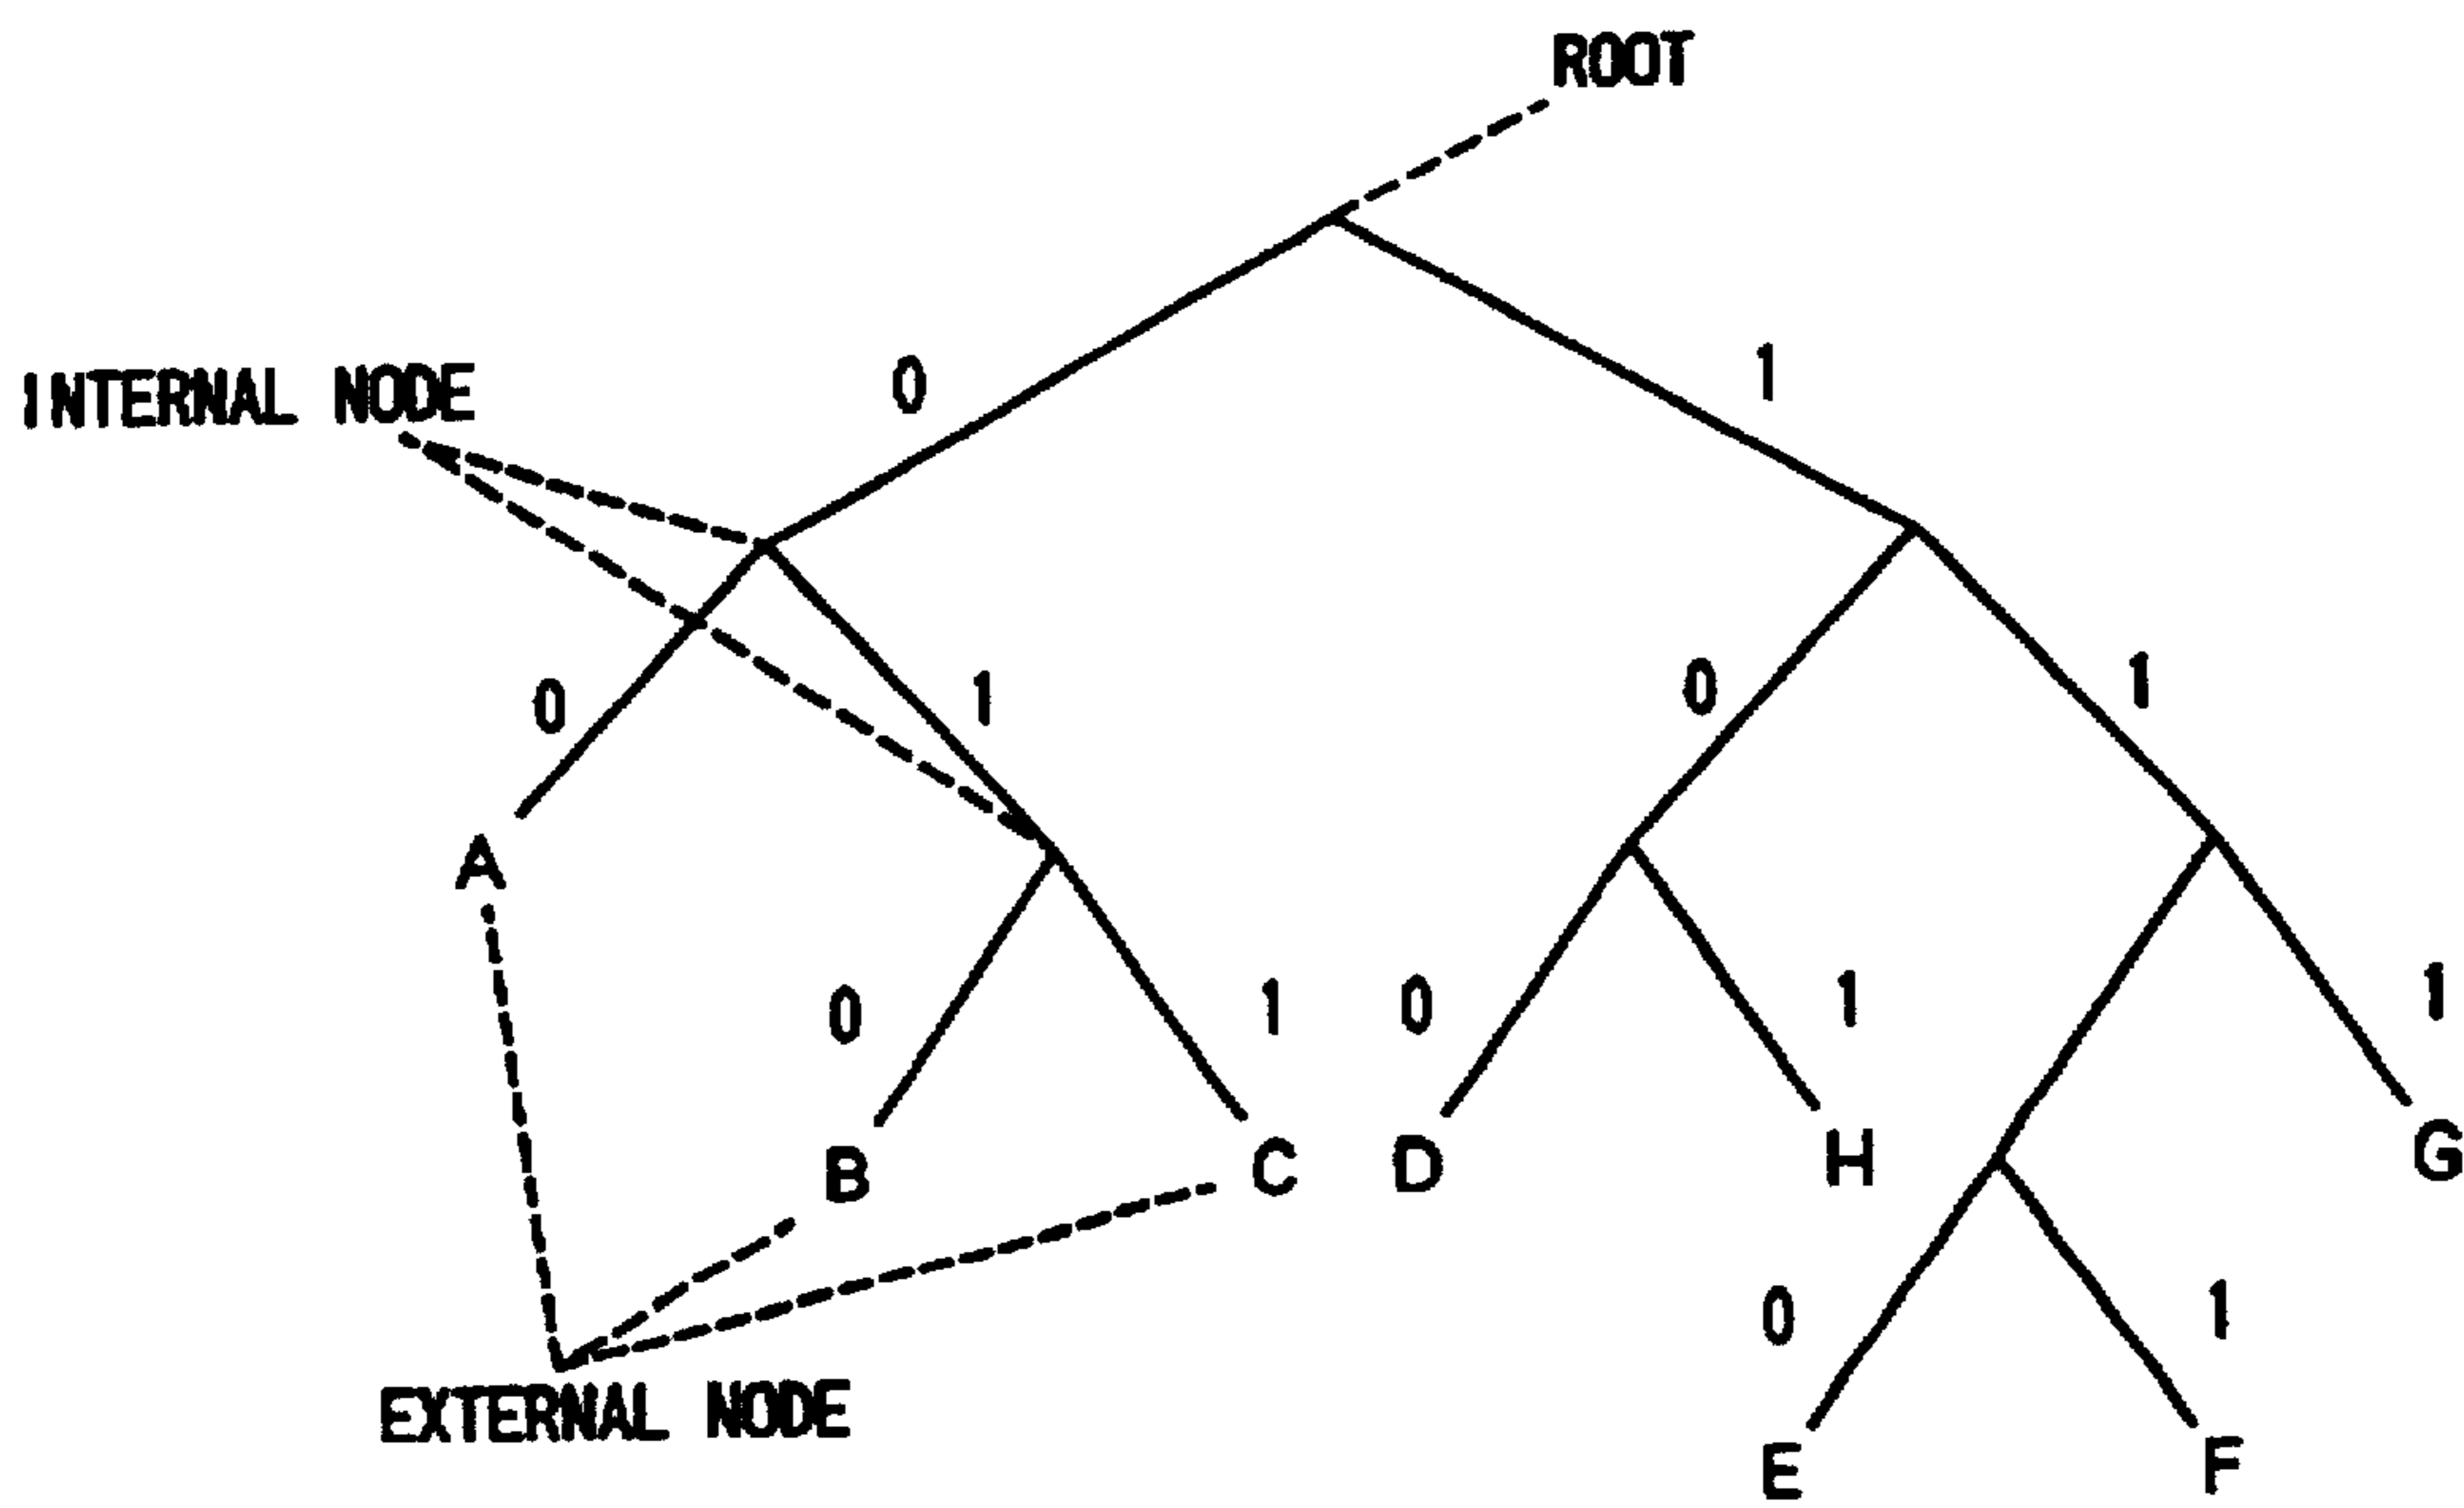 ROOT
0 1
INTERNAL NODE
0 1 0 1
A
0 1 0 1 1
B C D H G
0 1
EXTERNAL NODE
E F